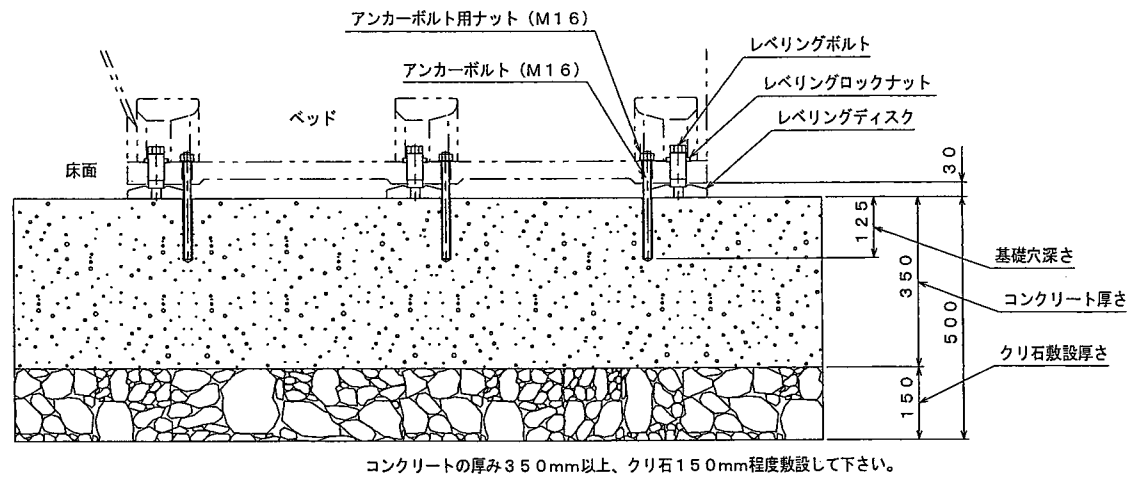 アンカーボルト用ナット（M１６）
レベリングボルト
アンカーボルト（M１６）
レベリングロックナット
レベリングディスク
ベッド
床面
３０
１２５
基礎穴深さ
３５０
コンクリート厚さ
５００
クリ石敷設厚さ
１５０
コンクリートの厚み３５０mm以上、クリ石１５０mm程度敷設して下さい。